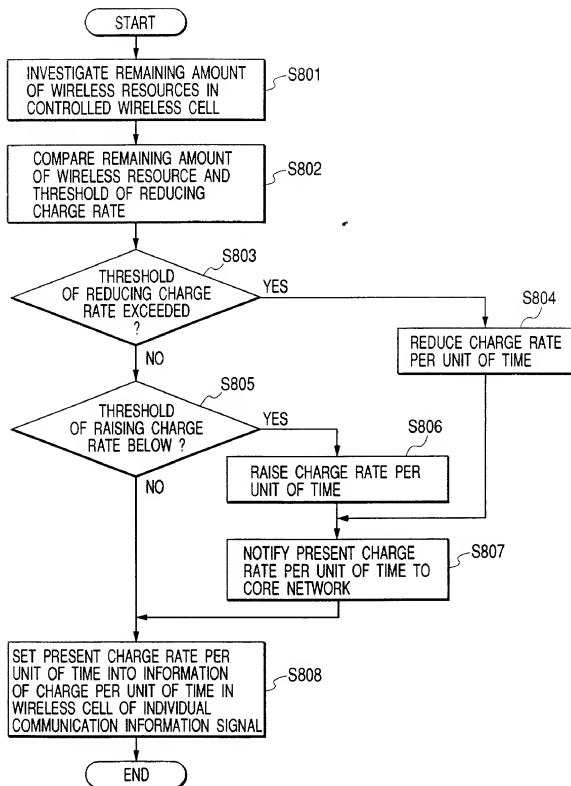 START
INVESTIGATE REMAINING AMOUNT
OF WIRELESS RESOURCES IN
CONTROLLED WIRELESS CELL
S801
COMPARE REMAINING AMOUNT
OF WIRELESS RESOURCE AND
THRESHOLD OF REDUCING
CHARGE RATE
S802
THRESHOLD
OF REDUCING CHARGE
RATE EXCEEDED
?
S803
YES
NO
REDUCE CHARGE RATE
PER UNIT OF TIME
S804
THRESHOLD
OF RAISING CHARGE
RATE BELOW ?
S805
YES
NO
RAISE CHARGE RATE PER
UNIT OF TIME
S806
NOTIFY PRESENT CHARGE
RATE PER UNIT OF TIME TO
CORE NETWORK
S807
SET PRESENT CHARGE RATE PER
UNIT OF TIME INTO INFORMATION
OF CHARGE PER UNIT OF TIME IN
WIRELESS CELL OF INDIVIDUAL
COMMUNICATION INFORMATION SIGNAL
S808
END